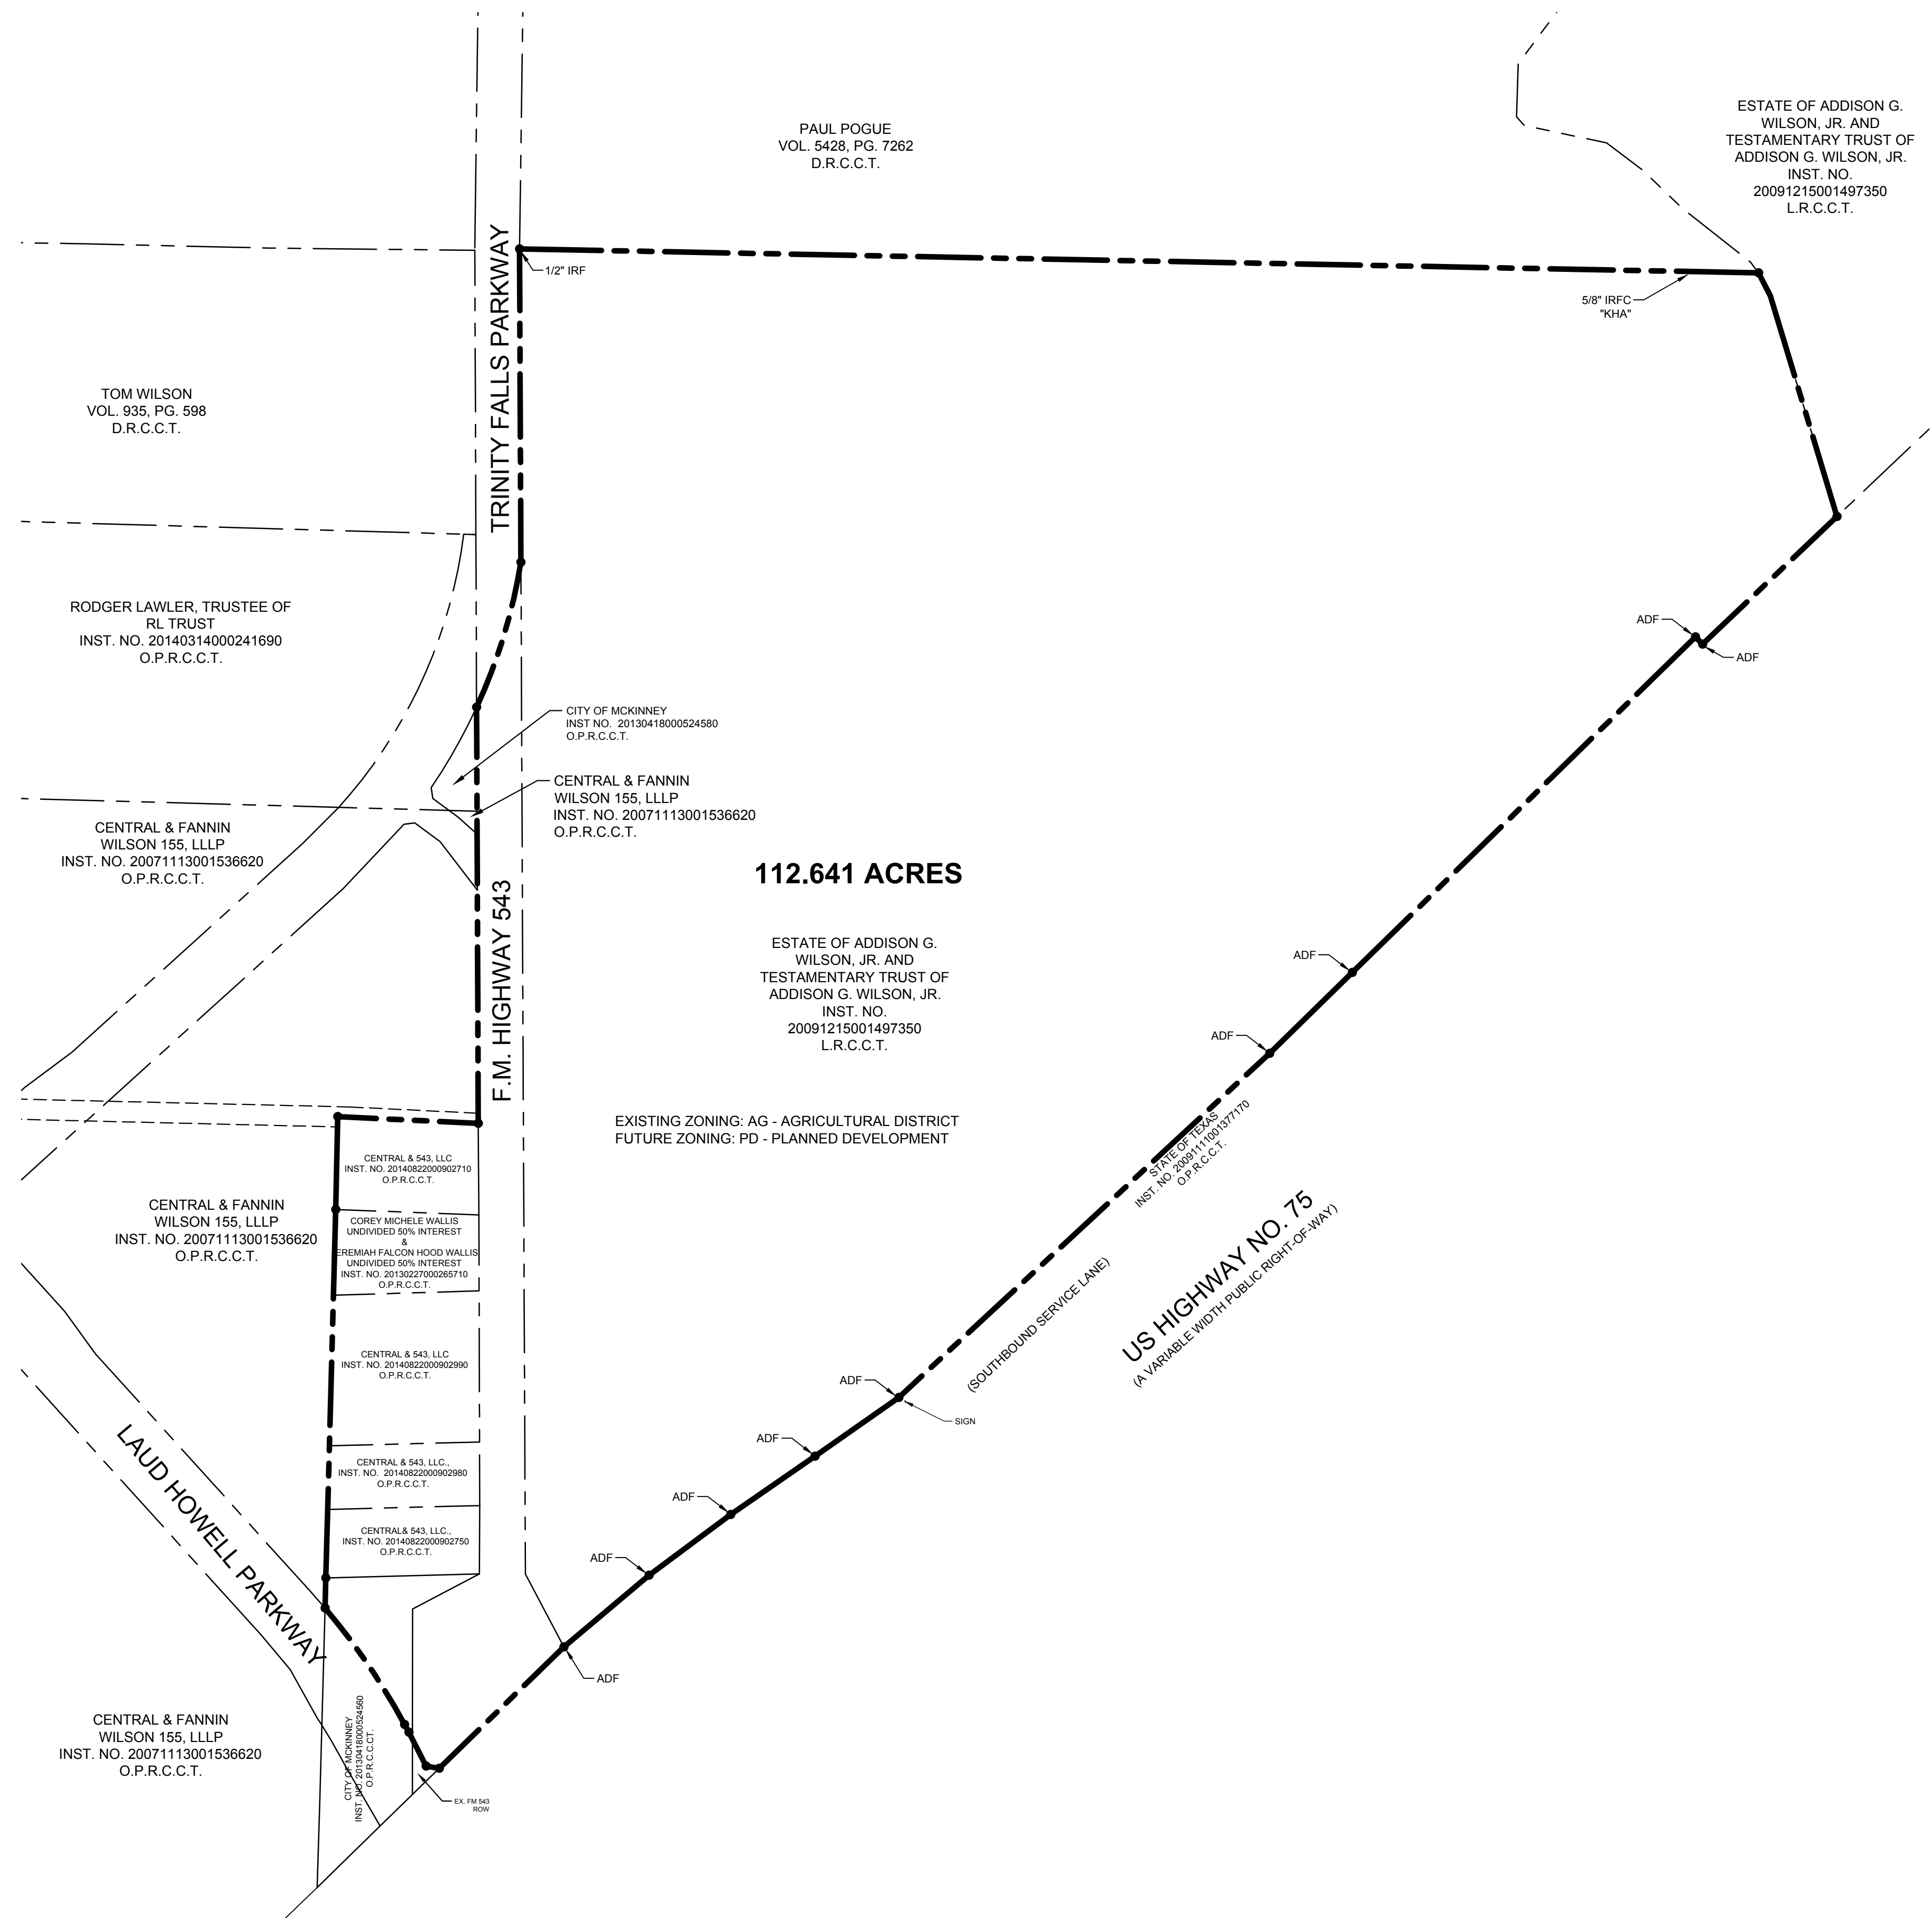 PAUL POGUE
VOL. 5428, PG. 7262
D.R.C.C.T.
ESTATE OF ADDISON G.
WILSON, JR. AND
TESTAMENTARY TRUST OF
ADDISON G. WILSON, JR.
INST. NO.
20091215001497350
L.R.C.C.T.
TRINITY FALLS PARKWAY
1/2" IRF
5/8" IRFC
"KHA"
TOM WILSON
VOL. 935, PG. 598
D.R.C.C.T.
RODGER LAWLER, TRUSTEE OF
RL TRUST
INST. NO. 20140314000241690
O.P.R.C.C.T.
ADF
ADF
CITY OF MCKINNEY
INST NO. 20130418000524580
O.P.R.C.C.T.
CENTRAL & FANNIN
WILSON 155, LLLP
INST. NO. 20071113001536620
O.P.R.C.C.T.
CENTRAL & FANNIN
WILSON 155, LLLP
INST. NO. 20071113001536620
O.P.R.C.C.T.
112.641 ACRES
F.M. HIGHWAY 543
ESTATE OF ADDISON G.
WILSON, JR. AND
TESTAMENTARY TRUST OF
ADDISON G. WILSON, JR.
INST. NO.
20091215001497350
L.R.C.C.T.
ADF
ADF
EXISTING ZONING: AG - AGRICULTURAL DISTRICT
FUTURE ZONING: PD - PLANNED DEVELOPMENT
STATE OF TEXAS
INST. NO. 20091111001377170
O.P.R.C.C.T.
CENTRAL & 543, LLC
INST. NO. 20140822000902710
O.P.R.C.C.T.
CENTRAL & FANNIN
WILSON 155, LLLP
INST. NO. 20071113001536620
O.P.R.C.C.T.
COREY MICHELE WALLIS
UNDIVIDED 50% INTEREST
&
EREMIAH FALCON HOOD WALLIS
UNDIVIDED 50% INTEREST
INST. NO. 20130227000265710
O.P.R.C.C.T.
US HIGHWAY NO. 75
(A VARIABLE WIDTH PUBLIC RIGHT-OF-WAY)
(SOUTHBOUND SERVICE LANE)
CENTRAL & 543, LLC
INST. NO. 20140822000902990
O.P.R.C.C.T.
ADF
SIGN
ADF
CENTRAL & 543, LLC.,
INST. NO. 20140822000902980
O.P.R.C.C.T.
ADF
CENTRAL& 543, LLC.,
INST. NO. 20140822000902750
O.P.R.C.C.T.
ADF
LAUD HOWELL PARKWAY
ADF
CENTRAL & FANNIN
WILSON 155, LLLP
INST. NO. 20071113001536620
O.P.R.C.C.T.
CITY OF MCKINNEY
INST. NO. 20130418000524560
O.P.R.C.C.CT.
EX. FM 543
ROW